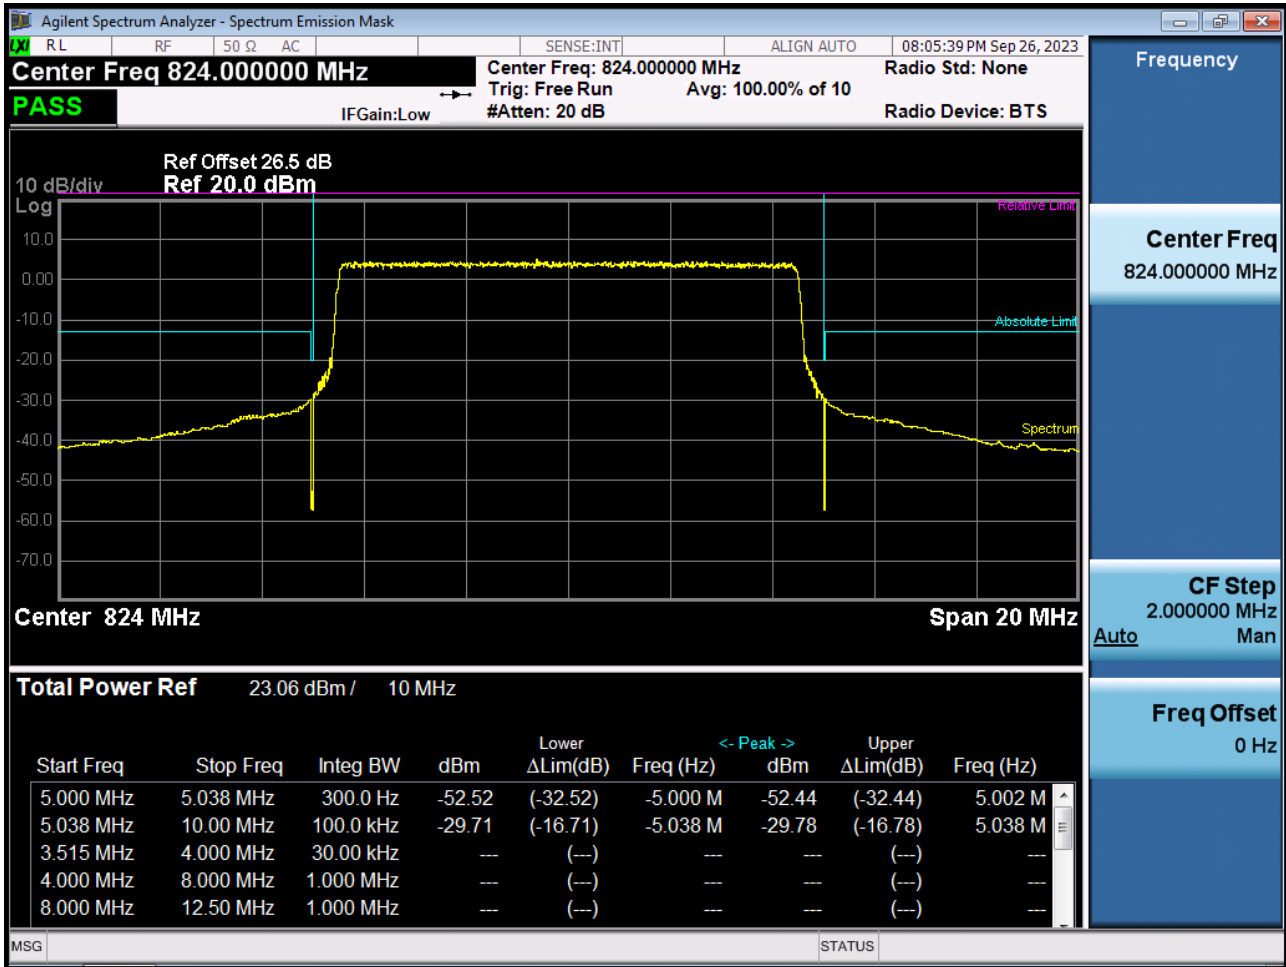 Agilent Spectrum Analyzer - Spectrum Emission Mask
LXI RL RF 50 Ω AC SENSE:INT ALIGN AUTO 08:05:39 PM Sep 26, 2023
Center Freq 824.000000 MHz
Center Freq: 824.000000 MHz Radio Std: None
Trig: Free Run Avg: 100.00% of 10
PASS
IFGain:Low #Atten: 20 dB Radio Device: BTS
Ref Offset 26.5 dB
10 dB/div Ref 20.0 dBm
Log
Relative Limit
10.0
0.00
-10.0
Absolute Limit
-20.0
-30.0
-40.0
Spectrum
-50.0
-60.0
-70.0
Center 824 MHz Span 20 MHz
Total Power Ref 23.06 dBm / 10 MHz
Lower <- Peak -> Upper
Start Freq Stop Freq Integ BW dBm ΔLim(dB) Freq (Hz) dBm ΔLim(dB) Freq (Hz)
5.000 MHz 5.038 MHz 300.0 Hz -52.52 (-32.52) -5.000 M -52.44 (-32.44) 5.002 M
5.038 MHz 10.00 MHz 100.0 kHz -29.71 (-16.71) -5.038 M -29.78 (-16.78) 5.038 M
3.515 MHz 4.000 MHz 30.00 kHz --- (---) --- --- (---) ---
4.000 MHz 8.000 MHz 1.000 MHz --- (---) --- --- (---) ---
8.000 MHz 12.50 MHz 1.000 MHz --- (---) --- --- (---) ---
MSG STATUS
Frequency
Center Freq
824.000000 MHz
CF Step
2.000000 MHz
Auto Man
Freq Offset
0 Hz